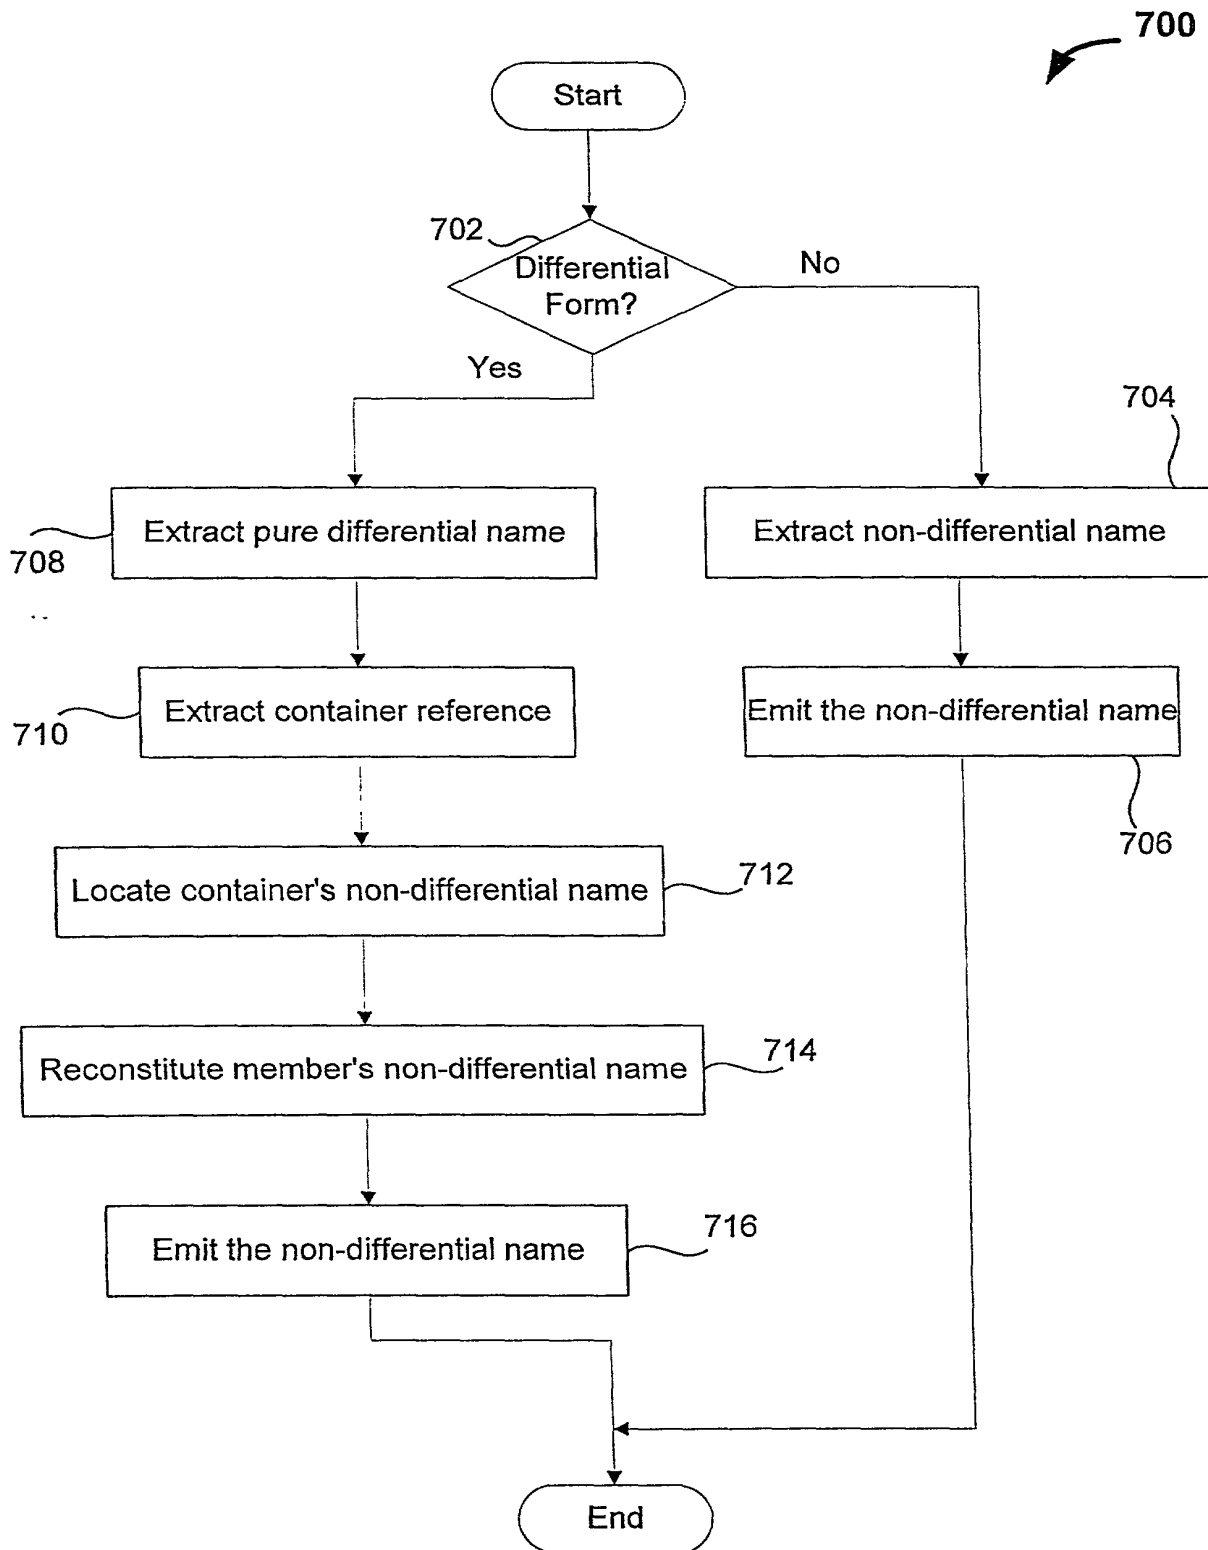 700
Start
702
Differential
Form?
No
Yes
704
Extract pure differential name
Extract non-differential name
708
Extract container reference
Emit the non-differential name
710
706
Locate container's non-differential name
712
Reconstitute member's non-differential name
714
Emit the non-differential name
716
End